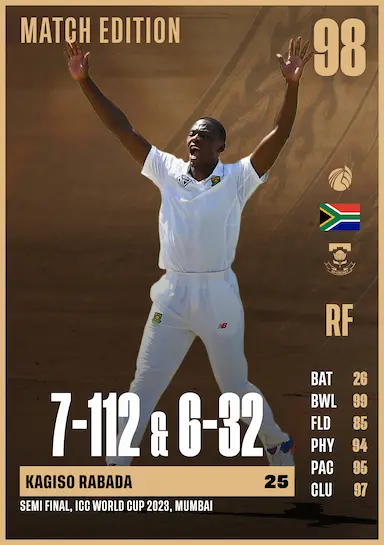 MATCH EDITION
98
RF
BAT 26
BWL 99
FLD 85
PHY 94
PAC 95
CLU 97
7-112 & 6-32
KAGISO RABADA 25
SEMI FINAL, ICC WORLD CUP 2023, MUMBAI